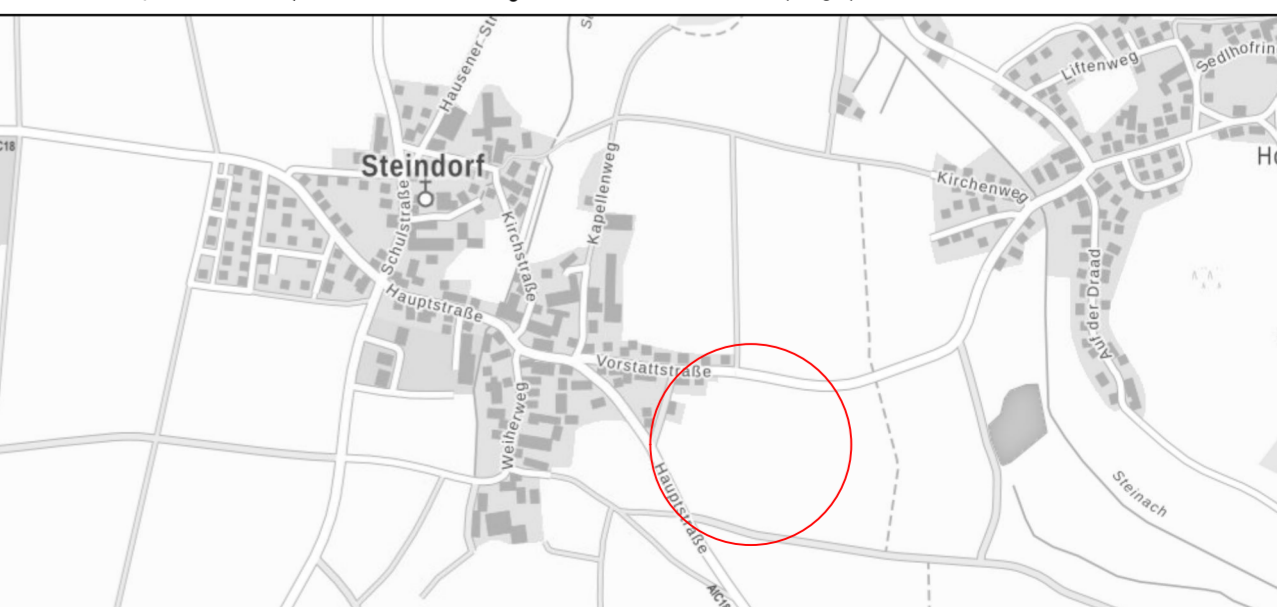 Hausener Str
Liftenweg
Sedlhofrin
C18
Steindorf
Kirchenweg
Kapellenweg
Schulstraße
Kirchstraße
Hauptstraße
Auf der Draad
Vorstattstraße
Weiherweg
Hauptstraße
Steinach